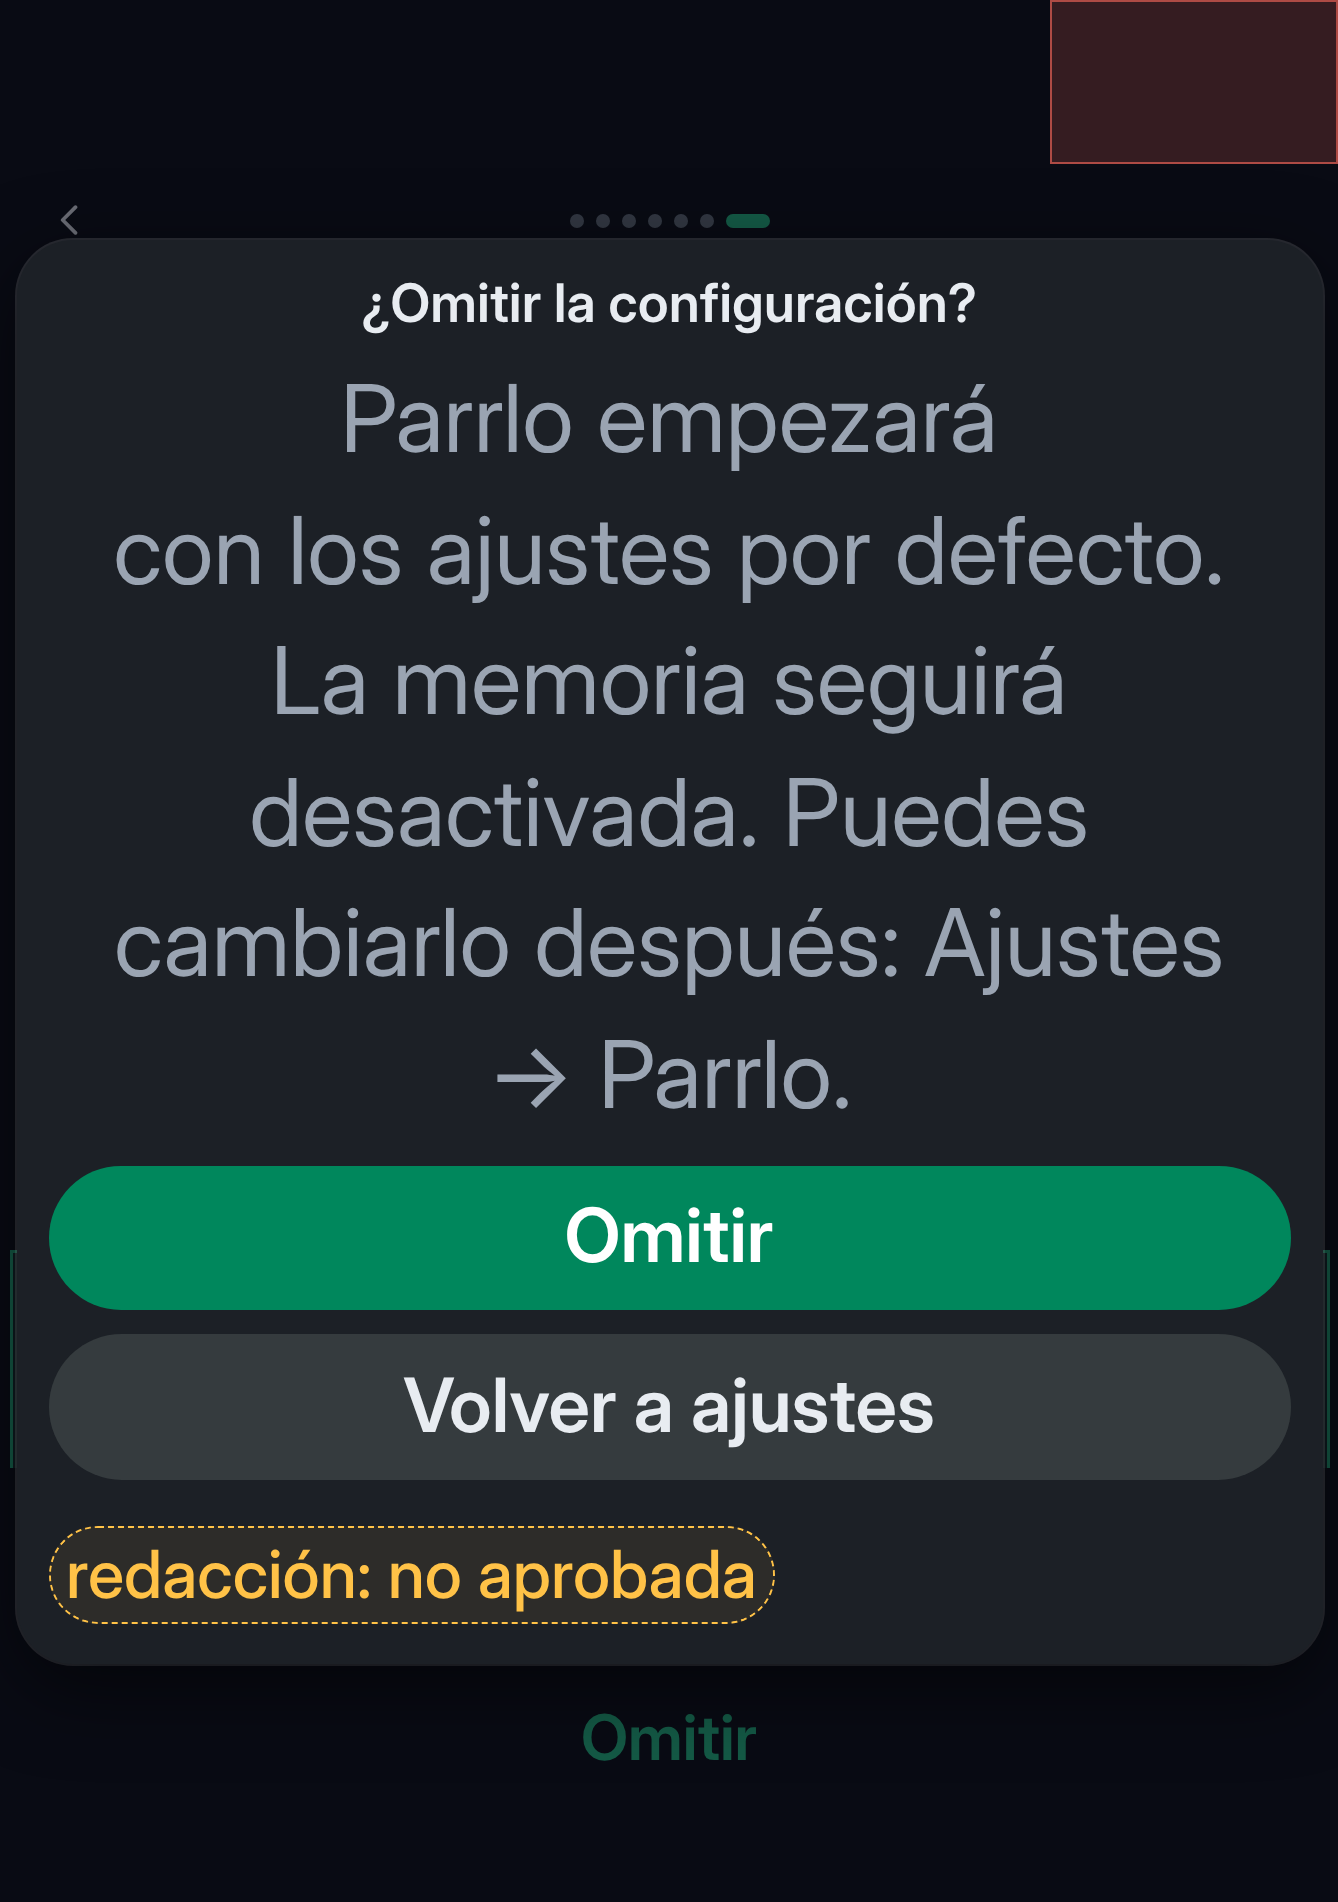 ¿Omitir la configuración?
Parrlo empezará
con los ajustes por defecto.
La memoria seguirá
desactivada. Puedes
cambiarlo después: Ajustes
→ Parrlo.
Omitir
Volver a ajustes
redacción: no aprobada
Omitir